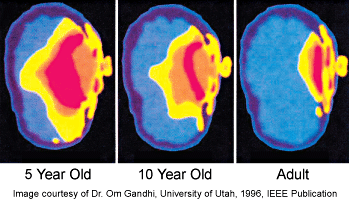 5 Year Old 10 Year Old Adult
Image courtesy of Dr. Om Gandhi, University of Utah, 1996, IEEE Publication